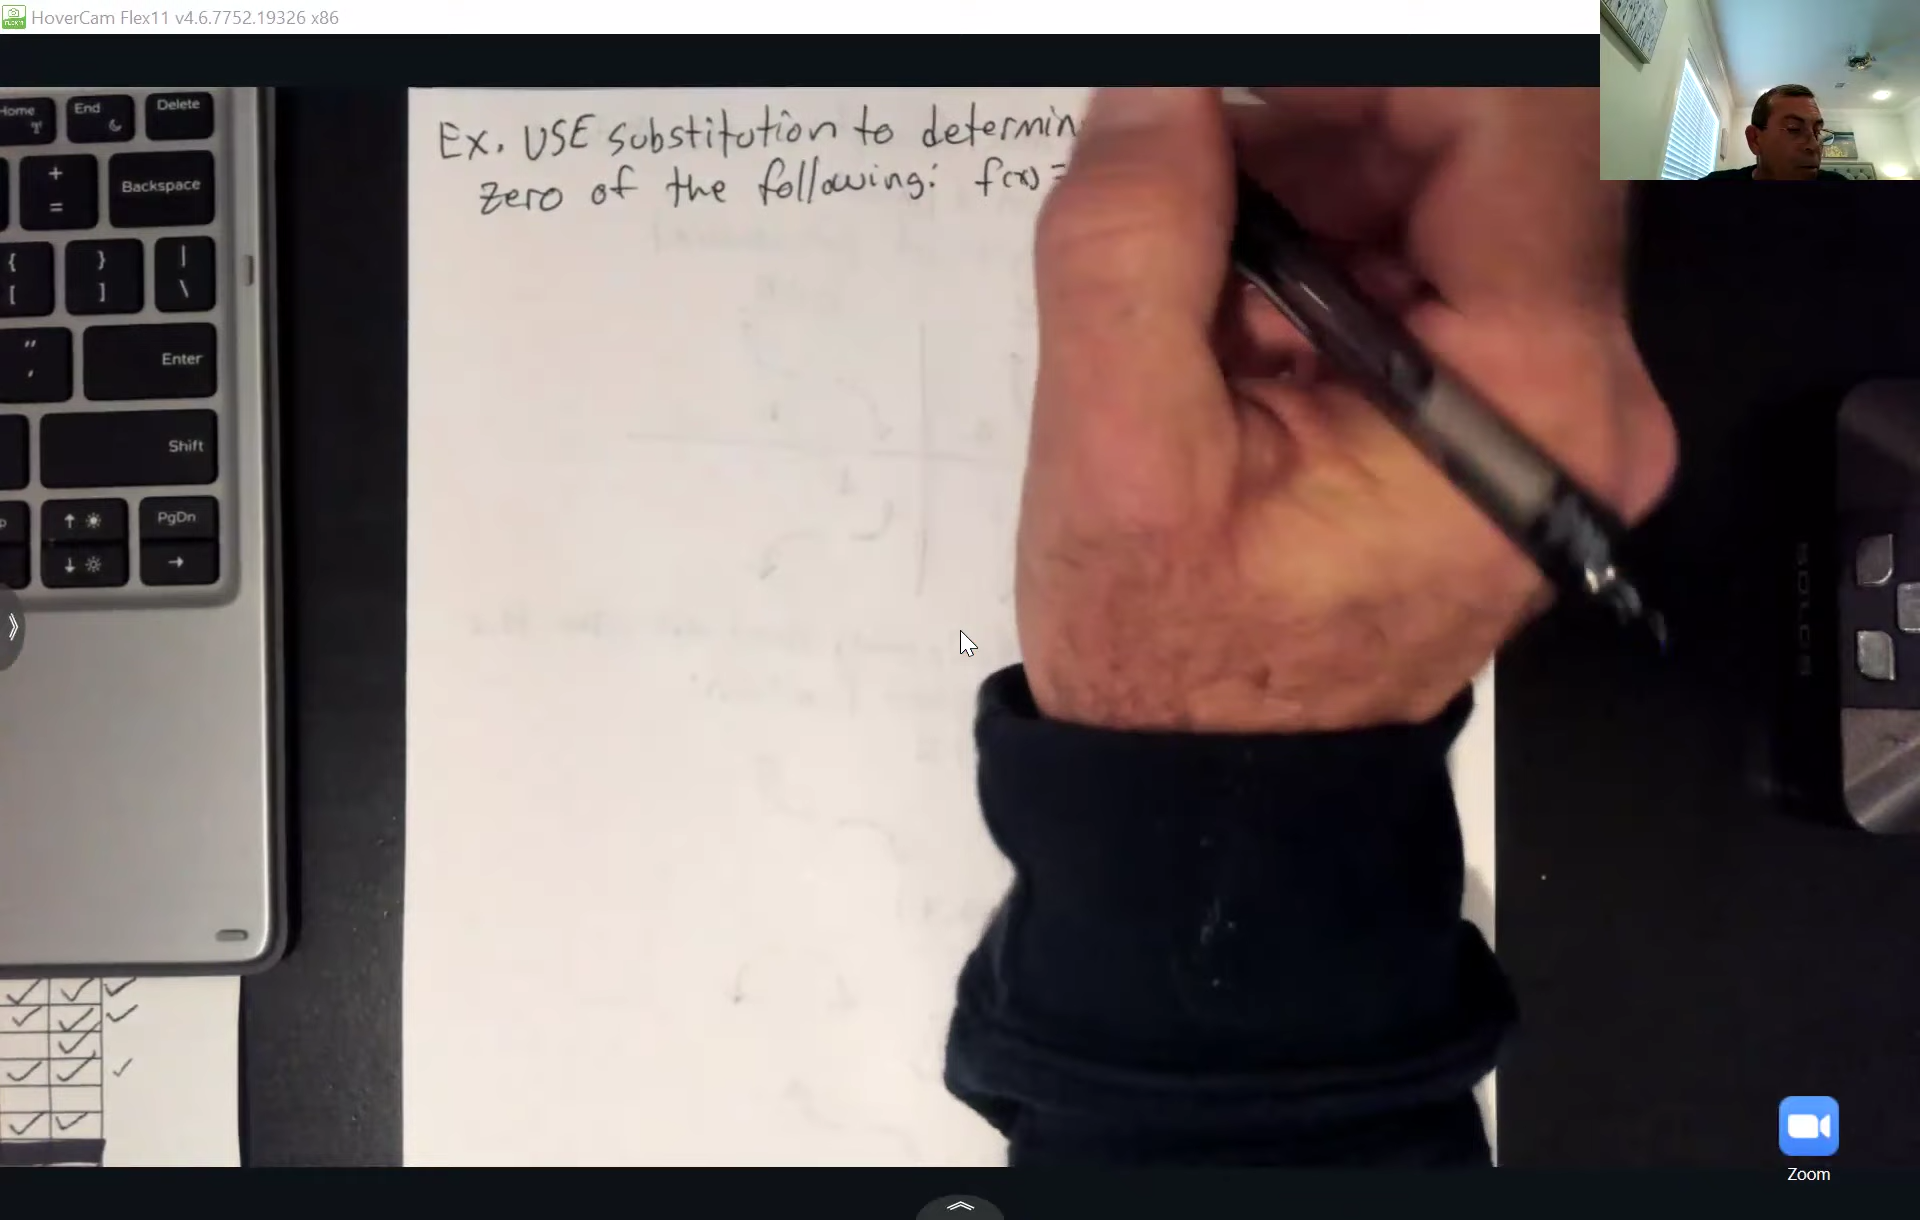 HoverCam Flex11 v4.6.7752.19326 x86
Home
End
Delete
+
=
Backspace
{
[
}
]
|
\
"
'
Enter
Shift
PgDn
↑
↓
→
Ex. USE substitution to determin
zero of the following: f(x) =
Zoom